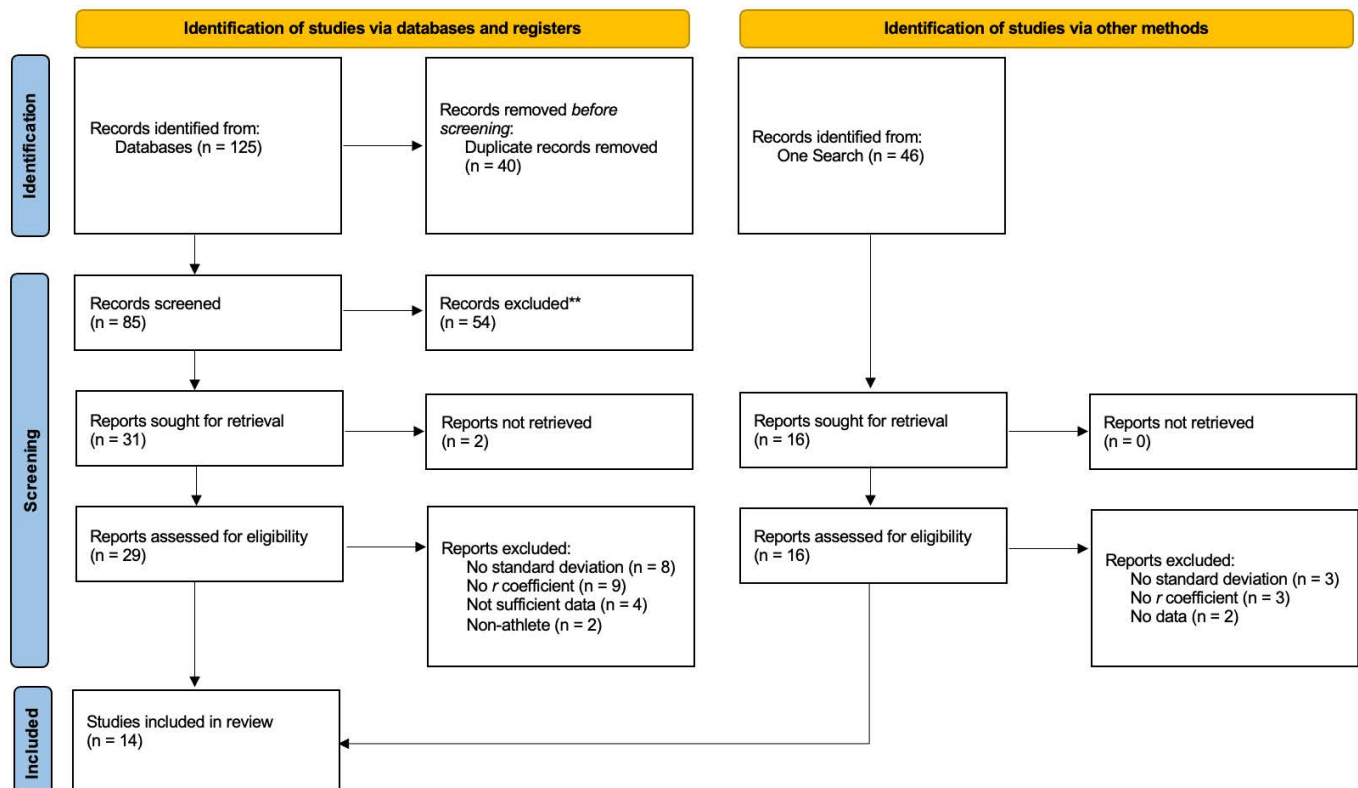 Identification of studies via databases and registers
Identification of studies via other methods
Identification
Records identified from:
Databases (n = 125)
Records removed before
screening:
Duplicate records removed
(n = 40)
Records identified from:
One Search (n = 46)
Screening
Records screened
(n = 85)
Records excluded**
(n = 54)
Reports sought for retrieval
(n = 31)
Reports not retrieved
(n = 2)
Reports sought for retrieval
(n = 16)
Reports not retrieved
(n = 0)
Reports assessed for eligibility
(n = 29)
Reports excluded:
No standard deviation (n = 8)
No r coefficient (n = 9)
Not sufficient data (n = 4)
Non-athlete (n = 2)
Reports assessed for eligibility
(n = 16)
Reports excluded:
No standard deviation (n = 3)
No r coefficient (n = 3)
No data (n = 2)
Included
Studies included in review
(n = 14)